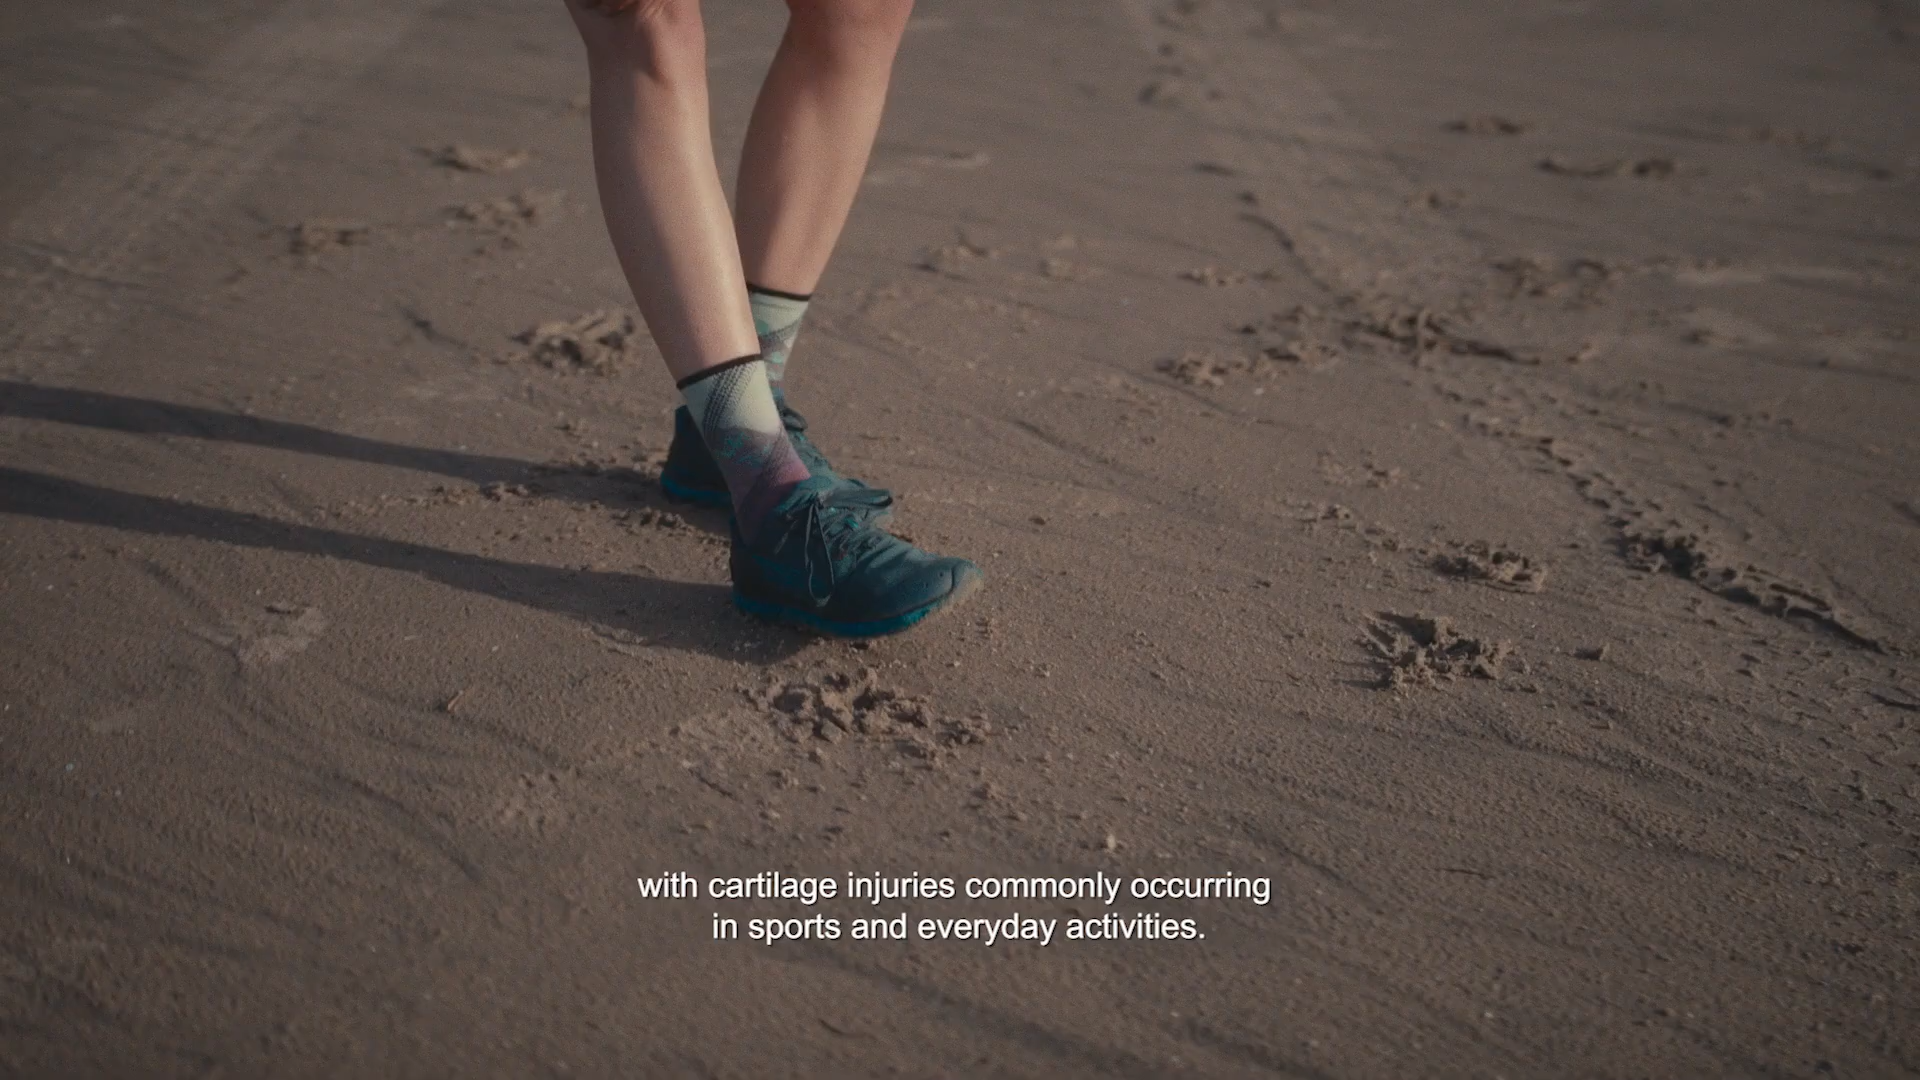 with cartilage injuries commonly occurring
in sports and everyday activities.